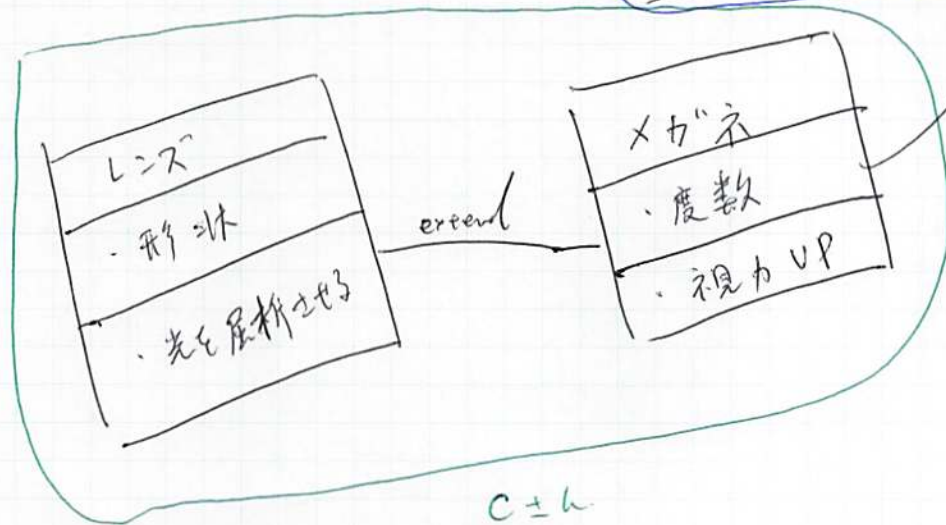 レンズ
・形状
・光を屈折させる
extend
メガネ
・度数
・視力UP
Cさん